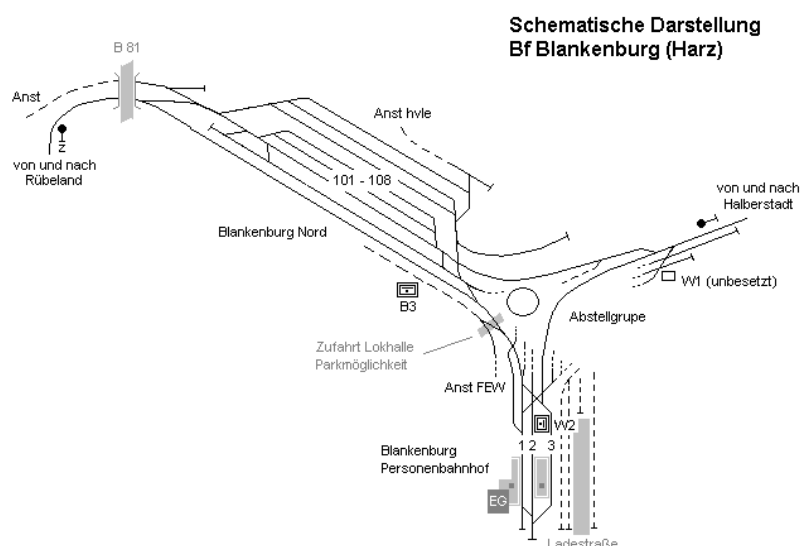 Schematische Darstellung
Bf Blankenburg (Harz)
B 81
Anst
Anst hvle
z
von und nach
Rübeland
101 - 108
von und nach
Halberstadt
Blankenburg Nord
W1 (unbesetzt)
B3
Abstellgrupe
Zufahrt Lokhalle
Parkmöglichkeit
Anst FEW
W2
1 2 3
Blankenburg
Personenbahnhof
EG
Ladestraße